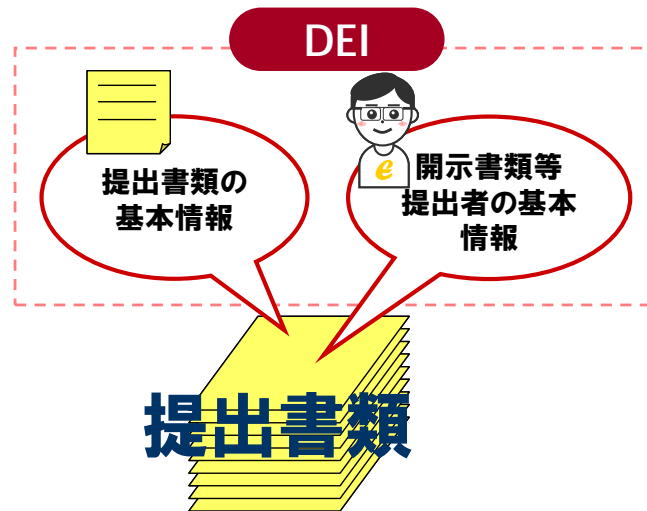 DEI
提出書類の
基本情報
e
開示書類等
提出者の基本
情報
提出書類